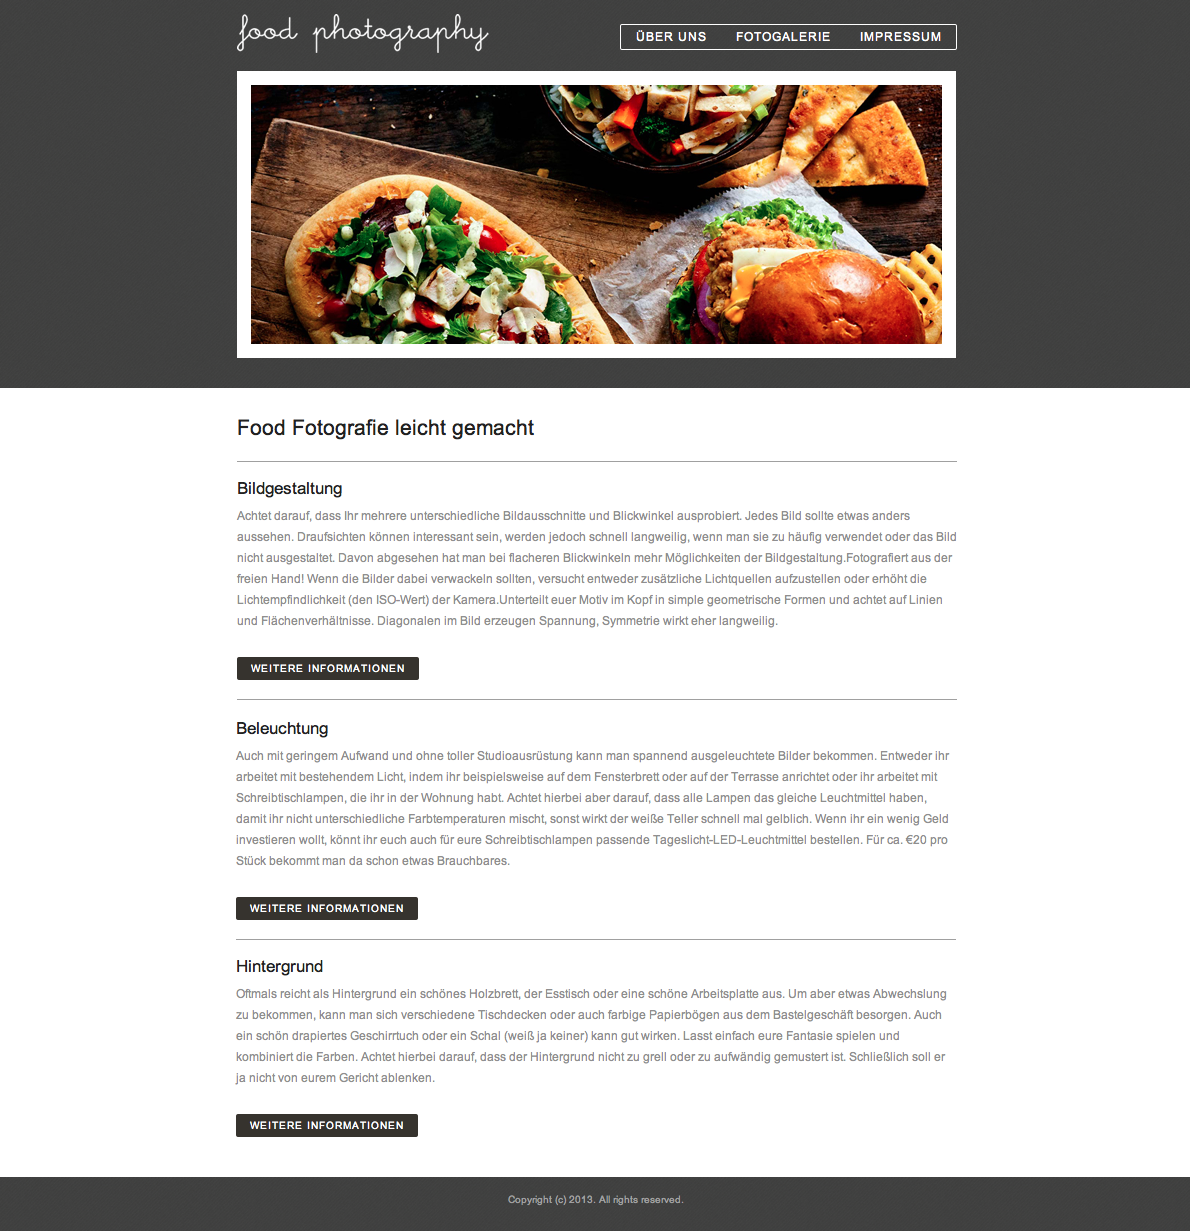 food photography
ÜBER UNS FOTOGALERIE IMPRESSUM
Food Fotografie leicht gemacht
Bildgestaltung
Achtet darauf, dass Ihr mehrere unterschiedliche Bildausschnitte und Blickwinkel ausprobiert. Jedes Bild sollte etwas anders
aussehen. Draufsichten können interessant sein, werden jedoch schnell langweilig, wenn man sie zu häufig verwendet oder das Bild
nicht ausgestaltet. Davon abgesehen hat man bei flacheren Blickwinkeln mehr Möglichkeiten der Bildgestaltung.Fotografiert aus der
freien Hand! Wenn die Bilder dabei verwackeln sollten, versucht entweder zusätzliche Lichtquellen aufzustellen oder erhöht die
Lichtempfindlichkeit (den ISO-Wert) der Kamera.Unterteilt euer Motiv im Kopf in simple geometrische Formen und achtet auf Linien
und Flächenverhältnisse. Diagonalen im Bild erzeugen Spannung, Symmetrie wirkt eher langweilig.
WEITERE INFORMATIONEN
Beleuchtung
Auch mit geringem Aufwand und ohne toller Studioausrüstung kann man spannend ausgeleuchtete Bilder bekommen. Entweder ihr
arbeitet mit bestehendem Licht, indem ihr beispielsweise auf dem Fensterbrett oder auf der Terrasse anrichtet oder ihr arbeitet mit
Schreibtischlampen, die ihr in der Wohnung habt. Achtet hierbei aber darauf, dass alle Lampen das gleiche Leuchtmittel haben,
damit ihr nicht unterschiedliche Farbtemperaturen mischt, sonst wirkt der weiße Teller schnell mal gelblich. Wenn ihr ein wenig Geld
investieren wollt, könnt ihr euch auch für eure Schreibtischlampen passende Tageslicht-LED-Leuchtmittel bestellen. Für ca. €20 pro
Stück bekommt man da schon etwas Brauchbares.
WEITERE INFORMATIONEN
Hintergrund
Oftmals reicht als Hintergrund ein schönes Holzbrett, der Esstisch oder eine schöne Arbeitsplatte aus. Um aber etwas Abwechslung
zu bekommen, kann man sich verschiedene Tischdecken oder auch farbige Papierbögen aus dem Bastelgeschäft besorgen. Auch
ein schön drapiertes Geschirrtuch oder ein Schal (weiß ja keiner) kann gut wirken. Lasst einfach eure Fantasie spielen und
kombiniert die Farben. Achtet hierbei darauf, dass der Hintergrund nicht zu grell oder zu aufwändig gemustert ist. Schließlich soll er
ja nicht von eurem Gericht ablenken.
WEITERE INFORMATIONEN
Copyright (c) 2013. All rights reserved.